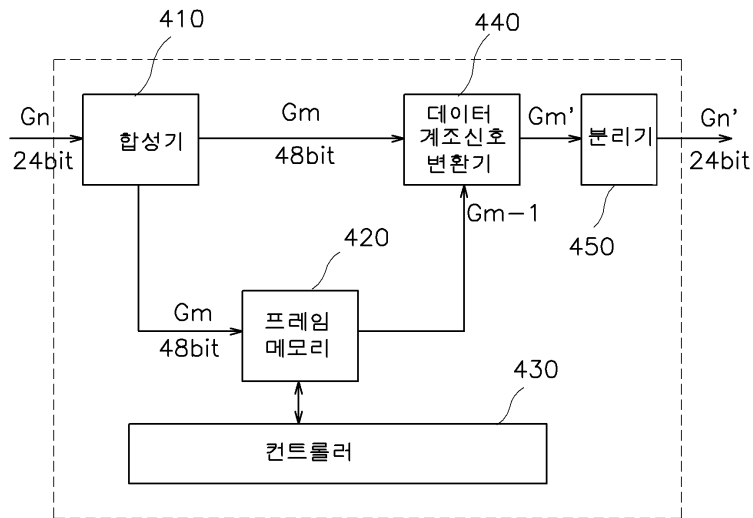 410
440
Gn
24bit
합성기
Gm
48bit
데이터
계조신호
변환기
Gm'
분리기
Gn'
24bit
450
Gm-1
420
Gm
48bit
프레임
메모리
430
컨트롤러